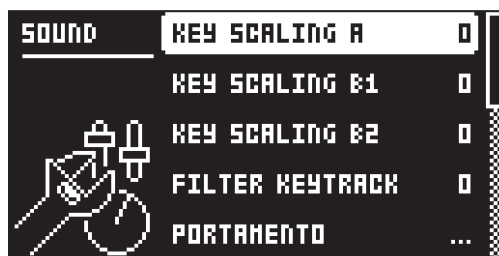 SOUND
KEY SCALING A 0
KEY SCALING B1 0
KEY SCALING B2 0
FILTER KEYTRACK 0
PORTAMENTO ...